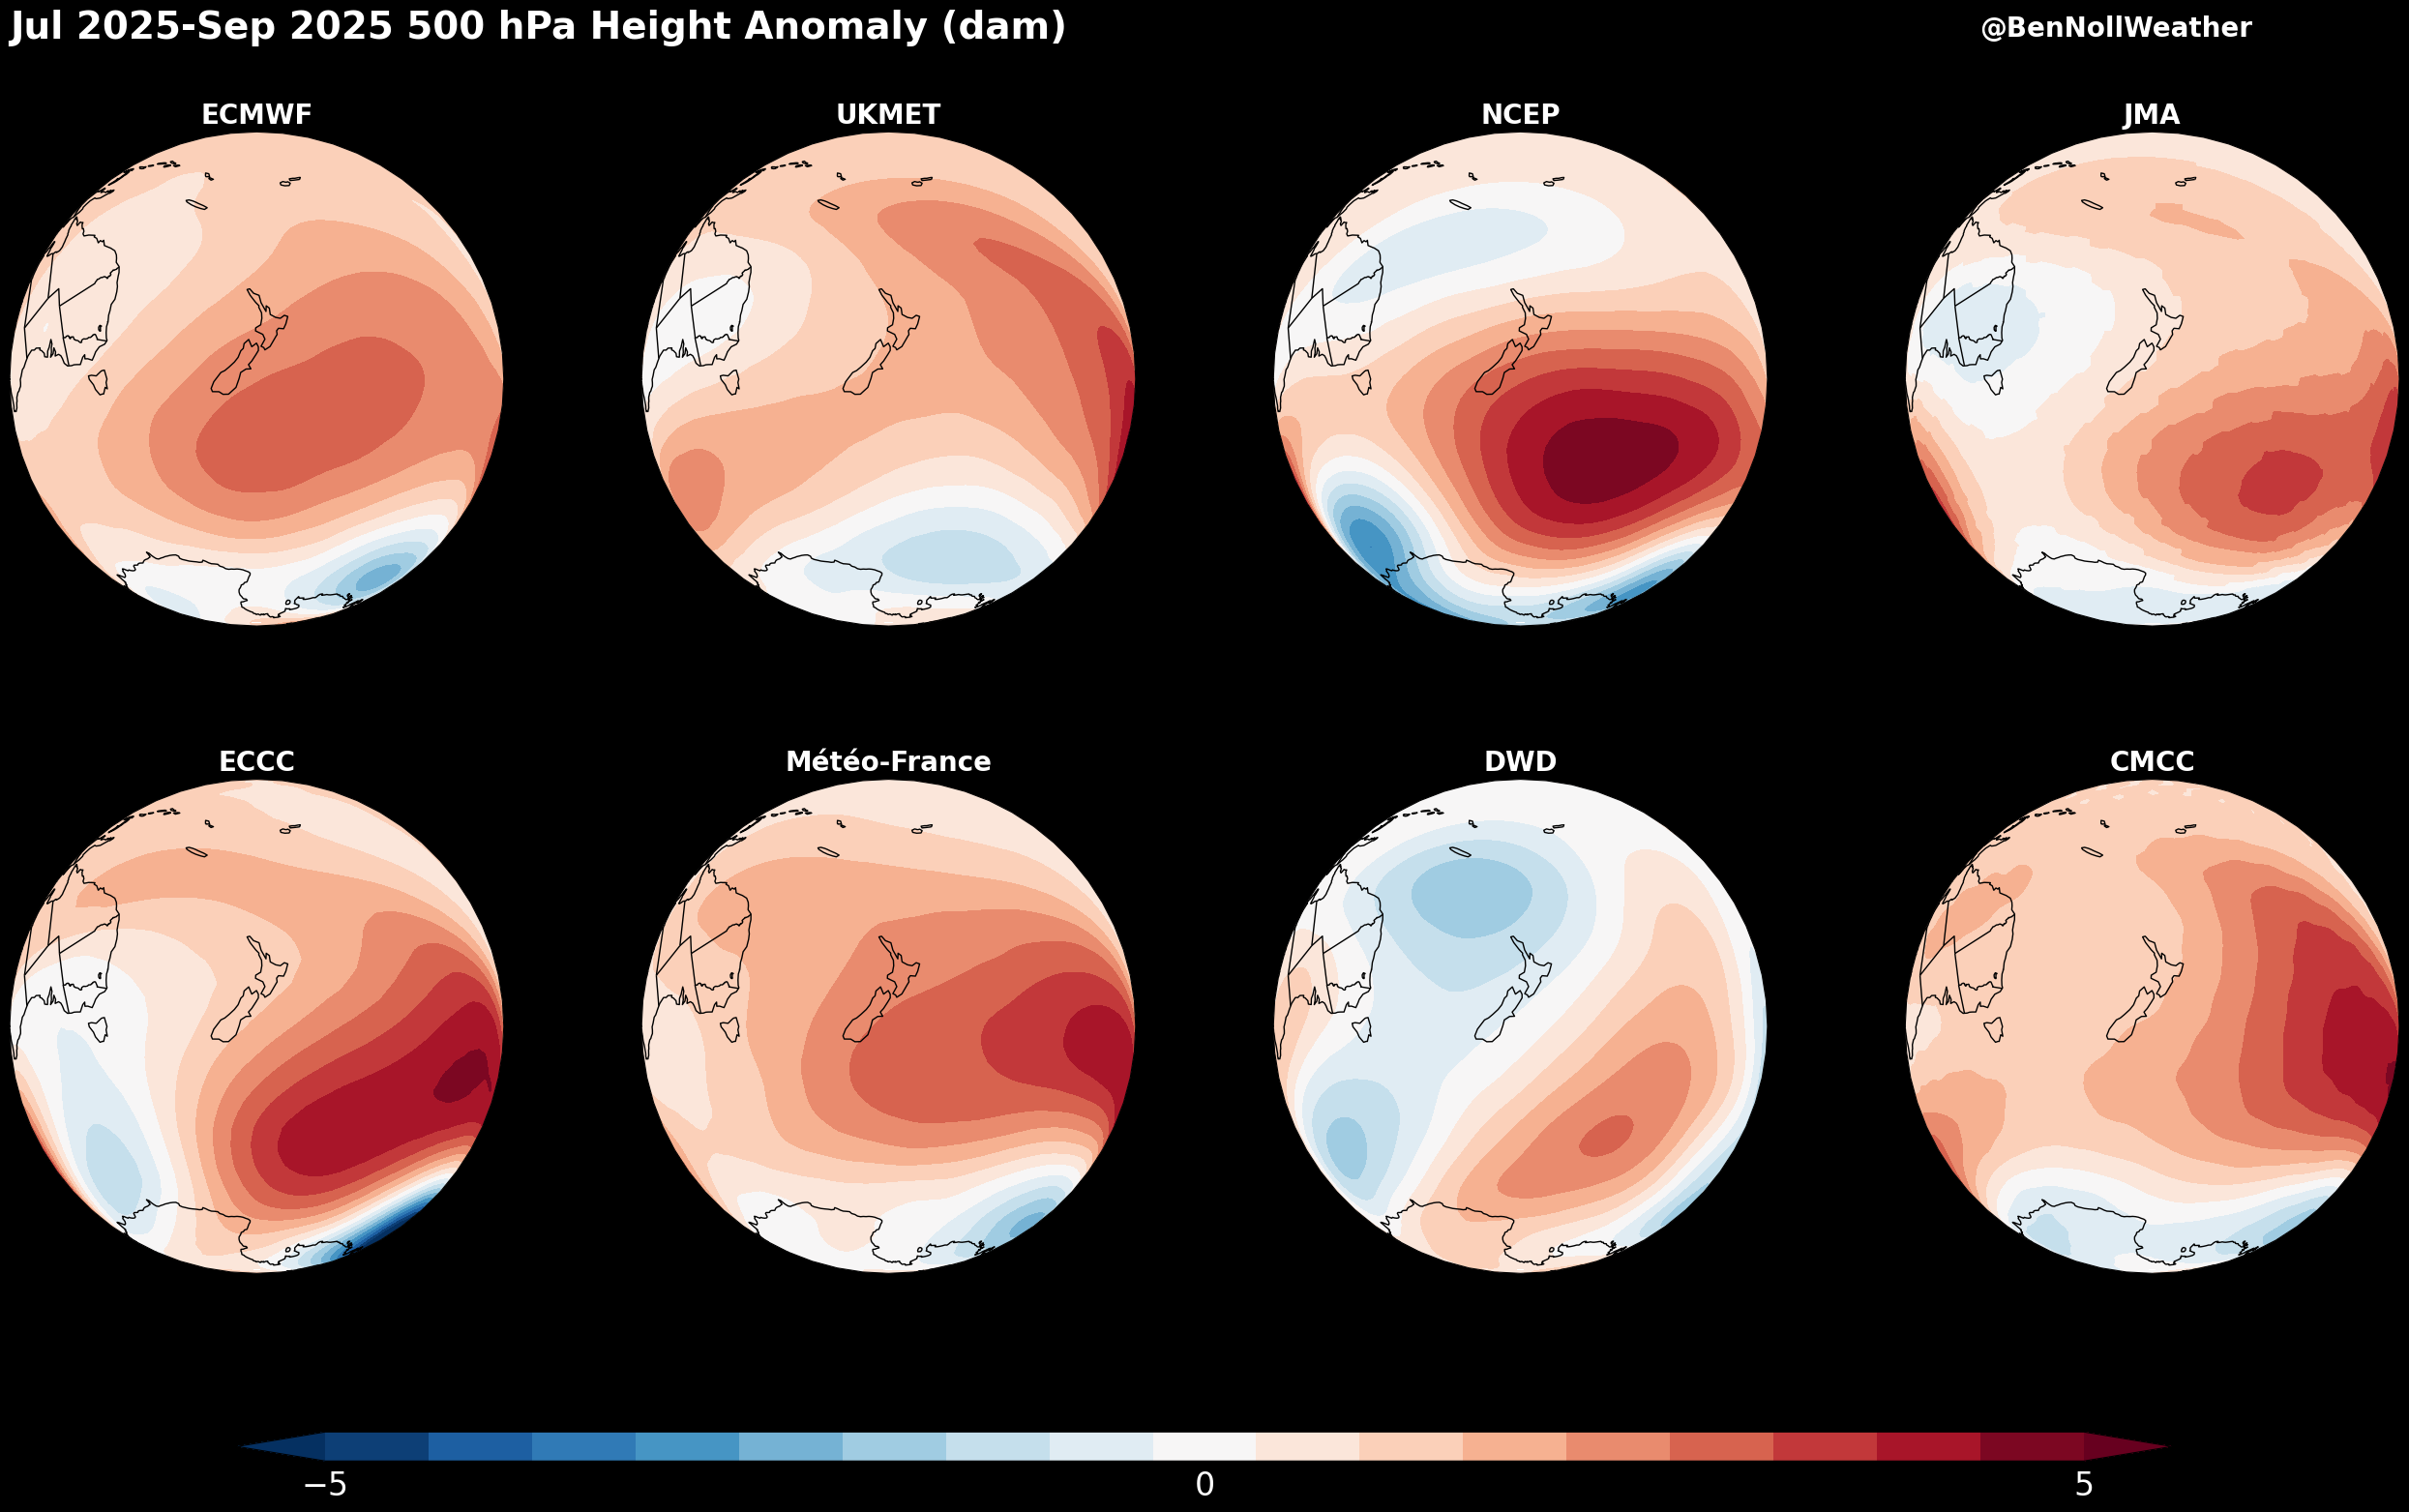 Jul 2025-Sep 2025 500 hPa Height Anomaly (dam)
@BenNollWeather
ECMWF
UKMET
NCEP
JMA
ECCC
Météo-France
DWD
CMCC
−5
0
5